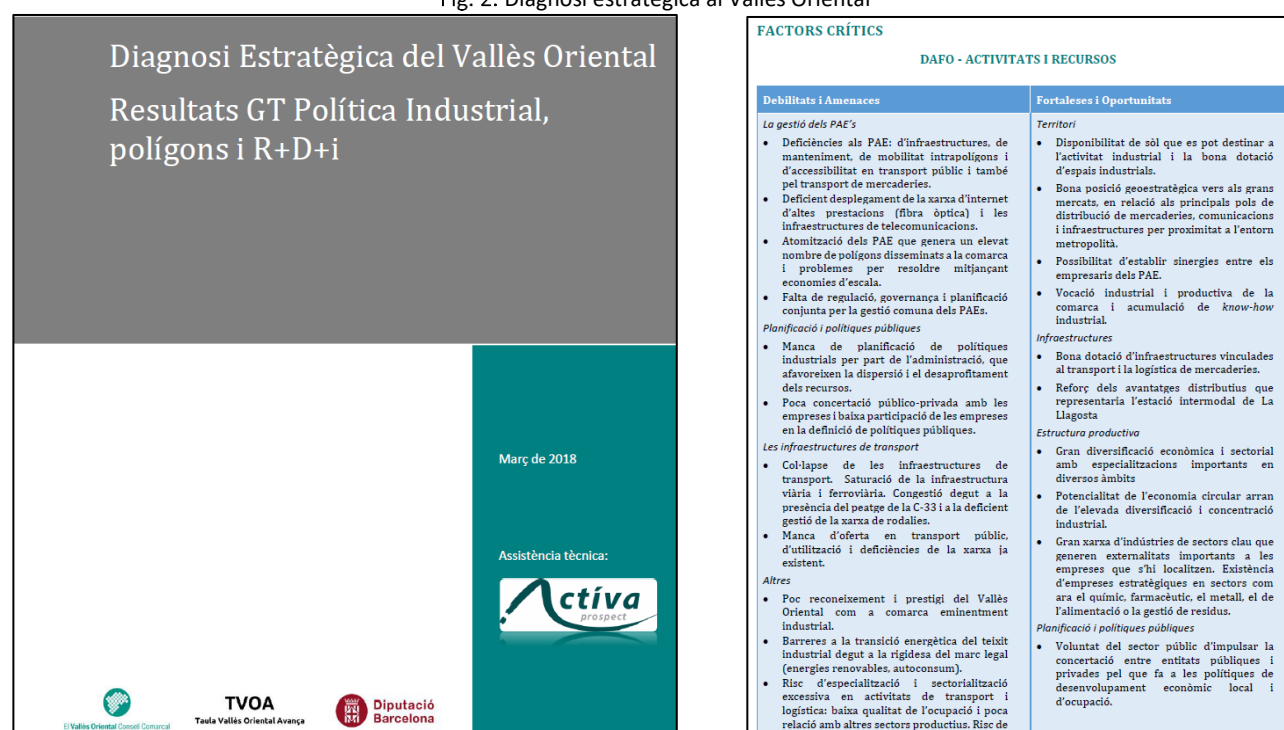 Fig. 2. Diagnosi estratègica al Vallès Oriental
Diagnosi Estratègica del Vallès Oriental
Resultats GT Política Industrial,
polígons i R+D+i
Març de 2018
Assistència tècnica:
Activa
prospect
El Vallès Oriental Consell Comarcal
TVOA
Taula Vallès Oriental Avança
Diputació
Barcelona
FACTORS CRÍTICS
DAFO - ACTIVITATS I RECURSOS
Debilitats i Amenaces
La gestió dels PAE's
• Deficiències als PAE: d'infraestructures, de
manteniment, de mobilitat intrapolígons i
d'accessibilitat en transport públic i també
pel transport de mercaderies.
• Deficient desplegament de la xarxa d'internet
d'altes prestacions (fibra òptica) i les
infraestructures de telecomunicacions.
• Atomització dels PAE que genera un elevat
nombre de polígons disseminats a la comarca
i problemes per resoldre mitjançant
economies d'escala.
• Falta de regulació, governança i planificació
conjunta per la gestió comuna dels PAEs.
Planificació i polítiques públiques
• Manca de planificació de polítiques
industrials per part de l'administració, que
afavoreixen la dispersió i el desaprofitament
dels recursos.
• Poca concertació público-privada amb les
empreses i baixa participació de les empreses
en la definició de polítiques públiques.
Les infraestructures de transport
• Col·lapse de les infraestructures de
transport. Saturació de la infraestructura
viària i ferroviària. Congestió degut a la
presència del peatge de la C-33 i a la deficient
gestió de la xarxa de rodalies.
• Manca d'oferta en transport públic,
d'utilització i deficiències de la xarxa ja
existent.
Altres
• Poc reconeixement i prestigi del Vallès
Oriental com a comarca eminentment
industrial.
• Barreres a la transició energètica del teixit
industrial degut a la rigidesa del marc legal
(energies renovables, autoconsum).
• Risc d'especialització i sectorialització
excessiva en activitats de transport i
logística: baixa qualitat de l'ocupació i poca
relació amb altres sectors productius. Risc de
Fortaleses i Oportunitats
Territori
• Disponibilitat de sòl que es pot destinar a
l'activitat industrial i la bona dotació
d'espais industrials.
• Bona posició geoestratègica vers als grans
mercats, en relació als principals pols de
distribució de mercaderies, comunicacions
i infraestructures per proximitat a l'entorn
metropolità.
• Possibilitat d'establir sinergies entre els
empresaris dels PAE.
• Vocació industrial i productiva de la
comarca i acumulació de know-how
industrial.
Infraestructures
• Bona dotació d'infraestructures vinculades
al transport i la logística de mercaderies.
• Reforç dels avantatges distributius que
representaria l'estació intermodal de La
Llagosta
Estructura productiva
• Gran diversificació econòmica i sectorial
amb especialitzacions importants en
diversos àmbits
• Potencialitat de l'economia circular arran
de l'elevada diversificació i concentració
industrial.
• Gran xarxa d'indústries de sectors clau que
generen externalitats importants a les
empreses que s'hi localitzen. Existència
d'empreses estratègiques en sectors com
ara el químic, farmacèutic, el metall, el de
l'alimentació o la gestió de residus.
Planificació i polítiques públiques
• Voluntat del sector públic d'impulsar la
concertació entre entitats públiques i
privades pel que fa a les polítiques de
desenvolupament econòmic local i
d'ocupació.